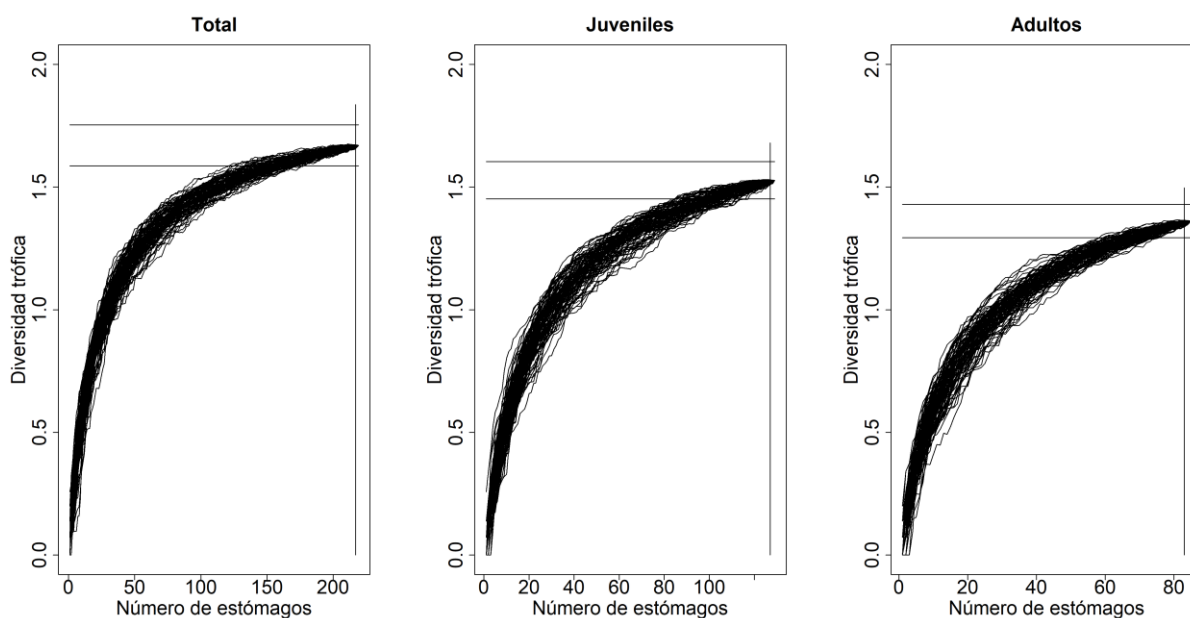 Total
Diversidad trófica
2.0
1.5
1.0
0.5
0.0
0 50 100 150 200
Número de estómagos
Juveniles
Diversidad trófica
2.0
1.5
1.0
0.5
0.0
0 20 40 60 80 100
Número de estómagos
Adultos
Diversidad trófica
2.0
1.5
1.0
0.5
0.0
0 20 40 60 80
Número de estómagos